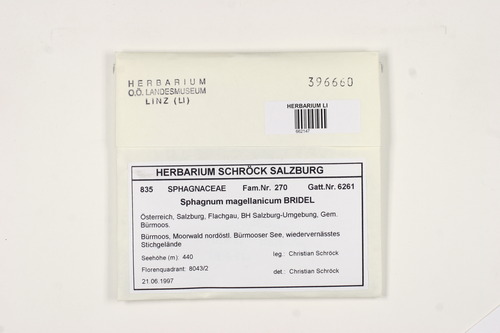 HERBARIUM
O.Ö. LANDESMUSEUM
LINZ (LI)
396660
HERBARIUM LI
662147
HERBARIUM SCHRÖCK SALZBURG
835 SPHAGNACEAE Fam.Nr. 270 Gatt.Nr. 6261
Sphagnum magellanicum BRIDEL
Österreich, Salzburg, Flachgau, BH Salzburg-Umgebung, Gem.
Bürmoos.
Bürmoos, Moorwald nordöstl. Bürmooser See, wiedervernässtes
Stichgelände
Seehöhe (m): 440 leg.: Christian Schröck
Florenquadrant: 8043/2
det.: Christian Schröck
21.06.1997